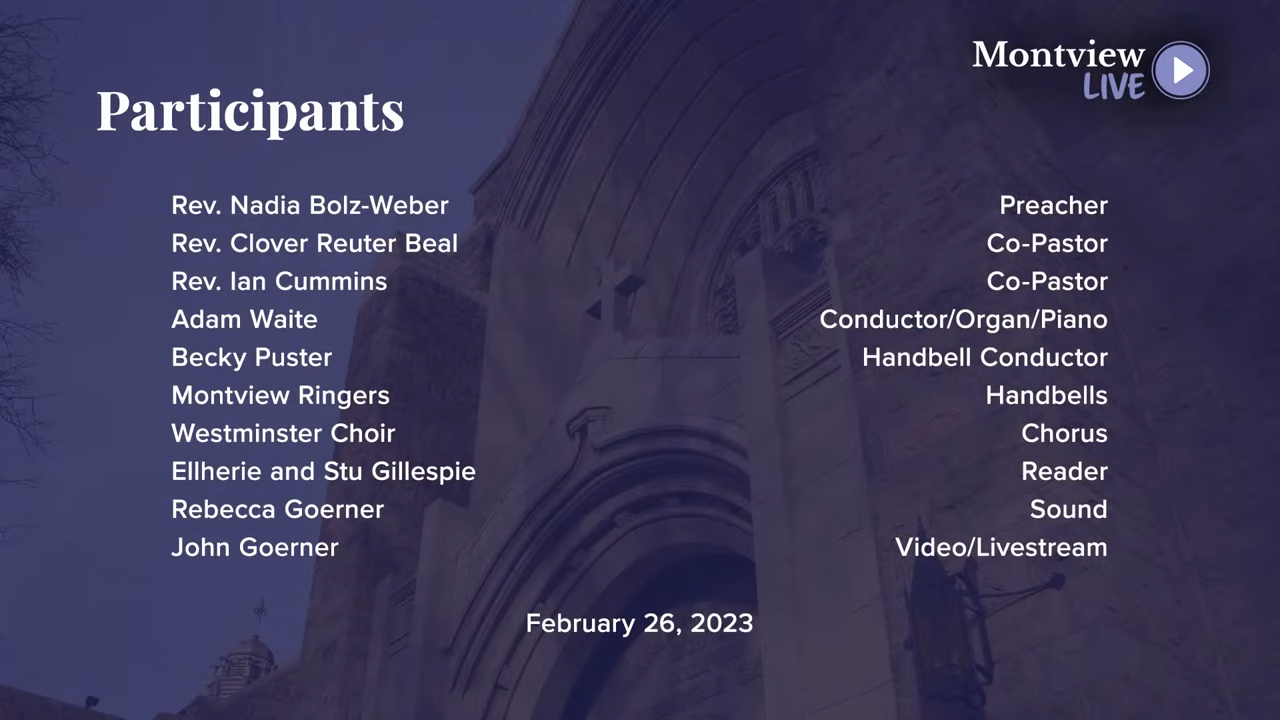 Montview
LIVE
Participants
Rev. Nadia Bolz-Weber Preacher
Rev. Clover Reuter Beal Co-Pastor
Rev. Ian Cummins Co-Pastor
Adam Waite Conductor/Organ/Piano
Becky Puster Handbell Conductor
Montview Ringers Handbells
Westminster Choir Chorus
Ellherie and Stu Gillespie Reader
Rebecca Goerner Sound
John Goerner Video/Livestream
February 26, 2023